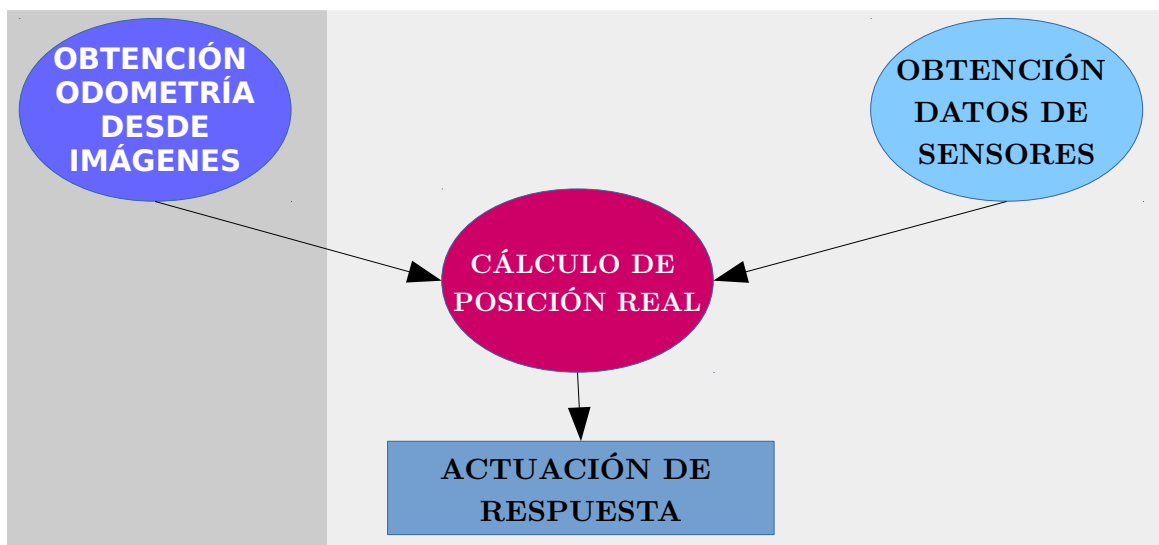 OBTENCIÓN
ODOMETRÍA
DESDE
IMÁGENES
OBTENCIÓN
DATOS DE
SENSORES
CÁLCULO DE
POSICIÓN REAL
ACTUACIÓN DE
RESPUESTA